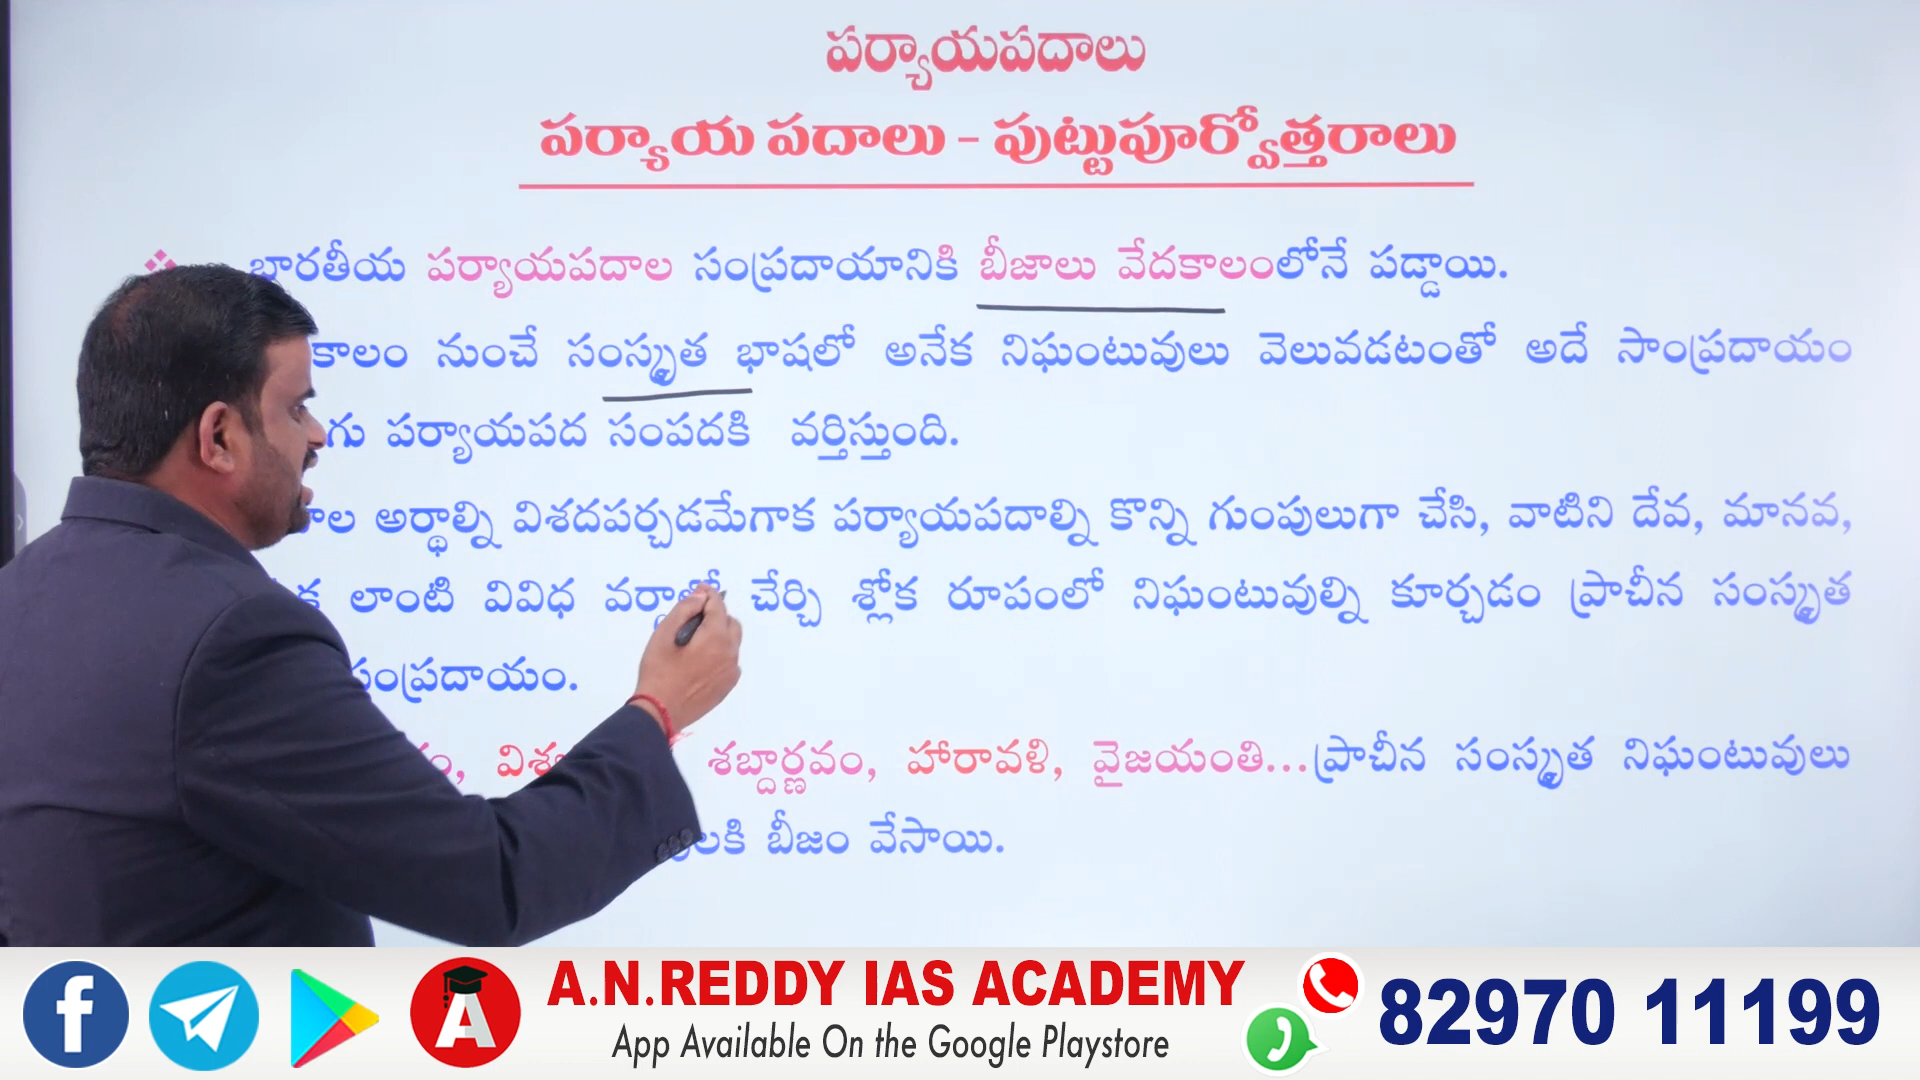 పర్యాయపదాలు
పర్యాయ పదాలు - పుట్టుపూర్వోత్తరాలు
భారతీయ పర్యాయపదాల సంప్రదాయానికి బీజాలు వేదకాలంలోనే పడ్డాయి.
కాలం నుంచే సంస్కృత భాషలో అనేక నిఘంటువులు వెలువడటంతో అదే సాంప్రదాయం
పర్యాయపద సంపదకి వర్తిస్తుంది.
అర్థాల్ని విశదపర్చడమేగాక పర్యాయపదాల్ని కొన్ని గుంపులుగా చేసి, వాటిని దేవ, మానవ,
లాంటి వివిధ వర్గాల్లో చేర్చి శ్లోక రూపంలో నిఘంటువుల్ని కూర్చడం ప్రాచీన సంస్కృత
సంప్రదాయం.
శబ్దార్ణవం, హారావళి, వైజయంతి...ప్రాచీన సంస్కృత నిఘంటువులు
బీజం వేసాయి.
A.N.REDDY IAS ACADEMY
App Available On the Google Playstore
82970 11199